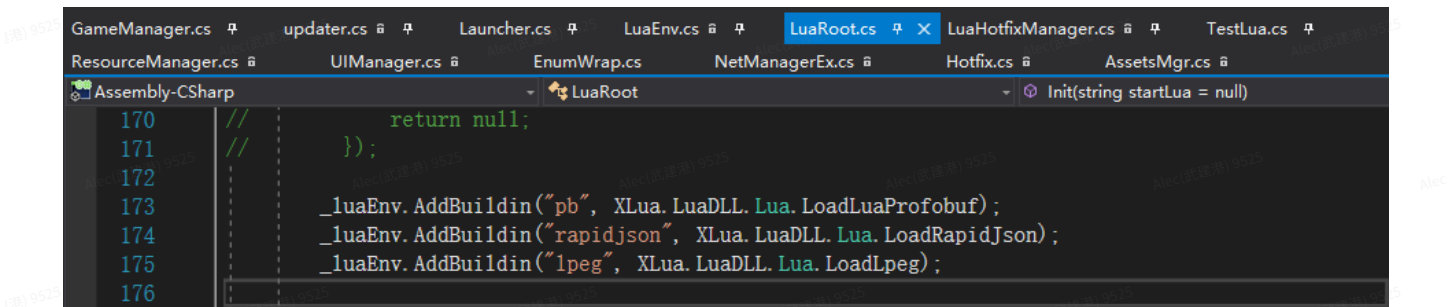 GameManager.cs updater.cs Launcher.cs LuaEnv.cs LuaRoot.cs LuaHotfixManager.cs TestLua.cs
ResourceManager.cs UIManager.cs EnumWrap.cs NetManagerEx.cs Hotfix.cs AssetsMgr.cs
Assembly-CSharp LuaRoot Init(string startLua = null)
170 // return null;
171 // });
172
173 _luaEnv.AddBuildin("pb", XLua.LuaDLL.Lua.LoadLuaProfobuf);
174 _luaEnv.AddBuildin("rapidjson", XLua.LuaDLL.Lua.LoadRapidJson);
175 _luaEnv.AddBuildin("lpeg", XLua.LuaDLL.Lua.LoadLpeg);
176